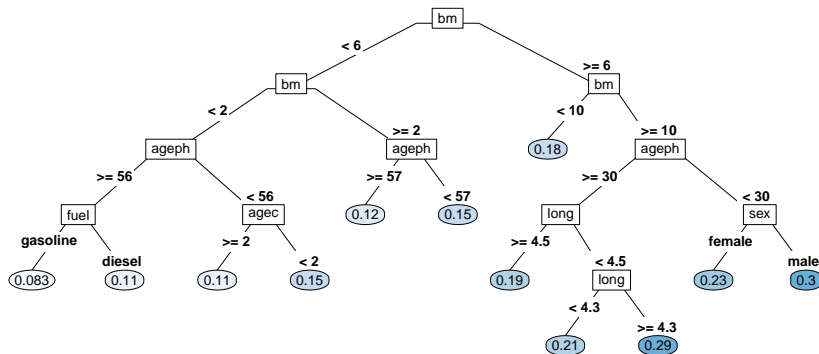 bm
< 6
>= 6
bm
bm
< 2
>= 2
< 10
>= 10
ageph
ageph
0.18
ageph
>= 56
< 56
>= 57
< 57
>= 30
< 30
fuel
agec
0.12
0.15
long
sex
gasoline
diesel
>= 2
< 2
>= 4.5
< 4.5
female
male
0.083
0.11
0.11
0.15
0.19
long
0.23
0.3
< 4.3
>= 4.3
0.21
0.29